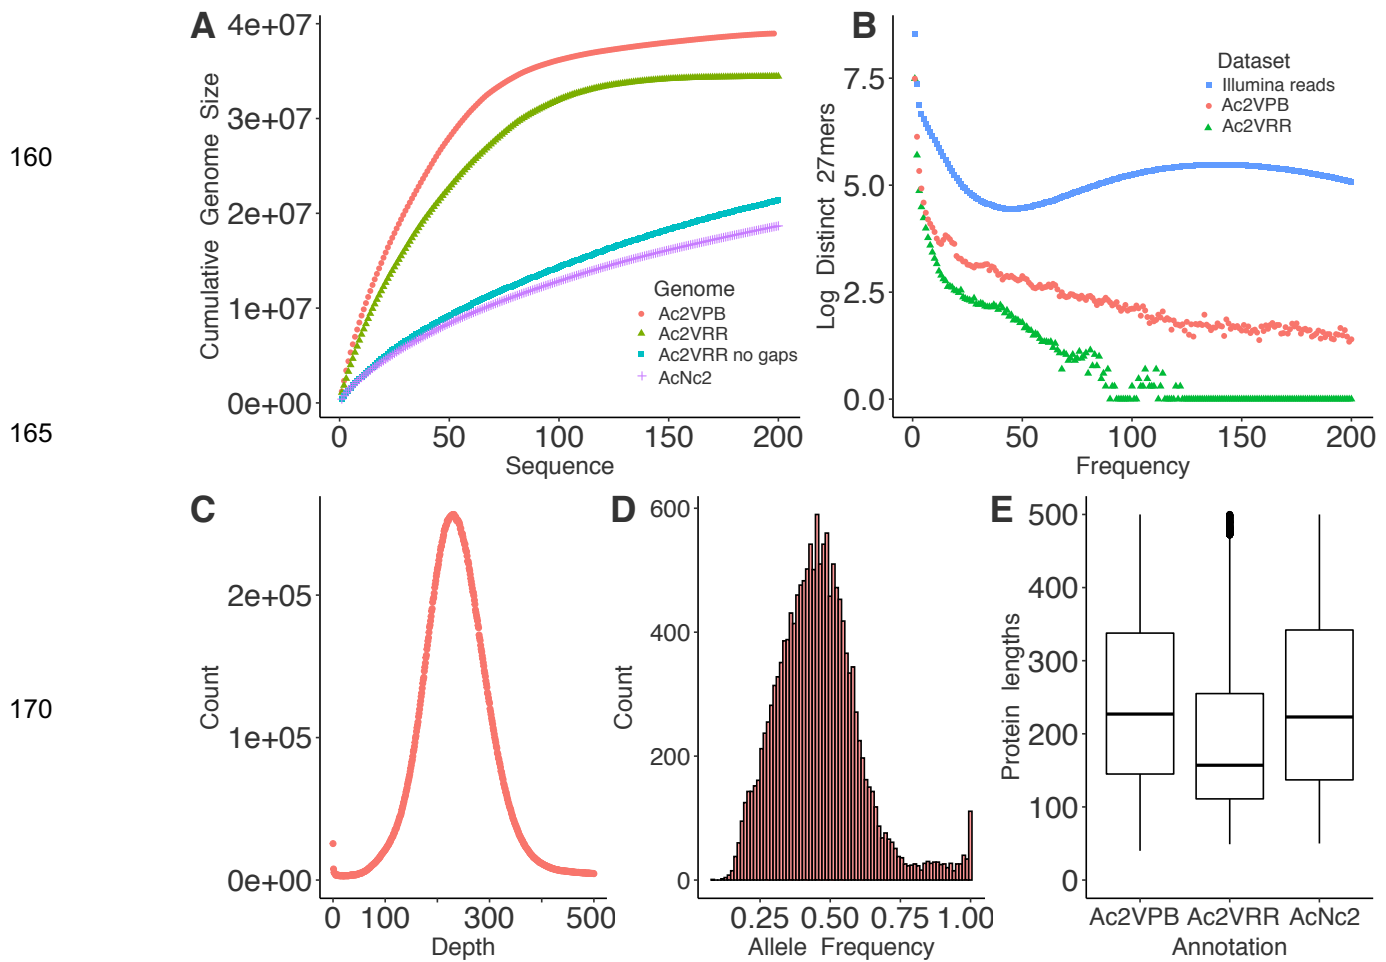 160
165
170
A
4e+07
3e+07
2e+07
1e+07
0e+00
Cumulative Genome Size
0 50 100 150 200
Sequence
Genome
Ac2VPB
Ac2VRR
Ac2VRR no gaps
AcNc2
B
7.5
5.0
2.5
0.0
Log Distinct 27mers
0 50 100 150 200
Frequency
Dataset
Illumina reads
Ac2VPB
Ac2VRR
C
2e+05
1e+05
0e+00
Count
0 100 300 500
Depth
D
600
400
200
0
Count
0.25 0.50 0.75 1.00
Allele Frequency
E
500
400
300
200
100
0
Protein lengths
Ac2VPB Ac2VRR AcNc2
Annotation